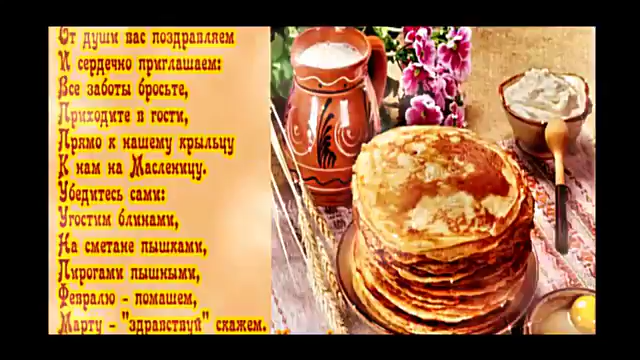 От души вас поздравляем
И сердечно приглашаем:
Все заботы бросьте,
Приходите в гости,
Прямо к нашему крыльцу
К нам на Масленицу.
Убедитесь сами:
Угостим блинами,
На сметане пышками,
Пирогами пышными,
Февралю - помашем,
Марту - "здравствуй" скажем.